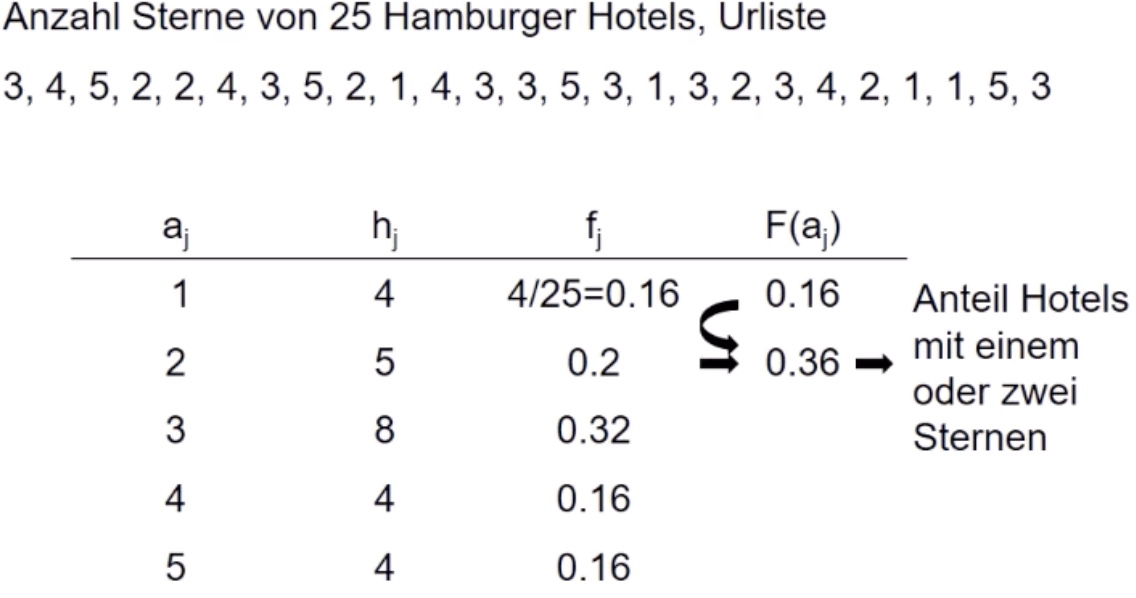 Anzahl Sterne von 25 Hamburger Hotels, Urliste
3, 4, 5, 2, 2, 4, 3, 5, 2, 1, 4, 3, 3, 5, 3, 1, 3, 2, 3, 4, 2, 1, 1, 5, 3
aj hj fj F(aj)
1 4 4/25=0.16 0.16
2 5 0.2 0.36
3 8 0.32
4 4 0.16
5 4 0.16
Anteil Hotels
mit einem
oder zwei
Sternen